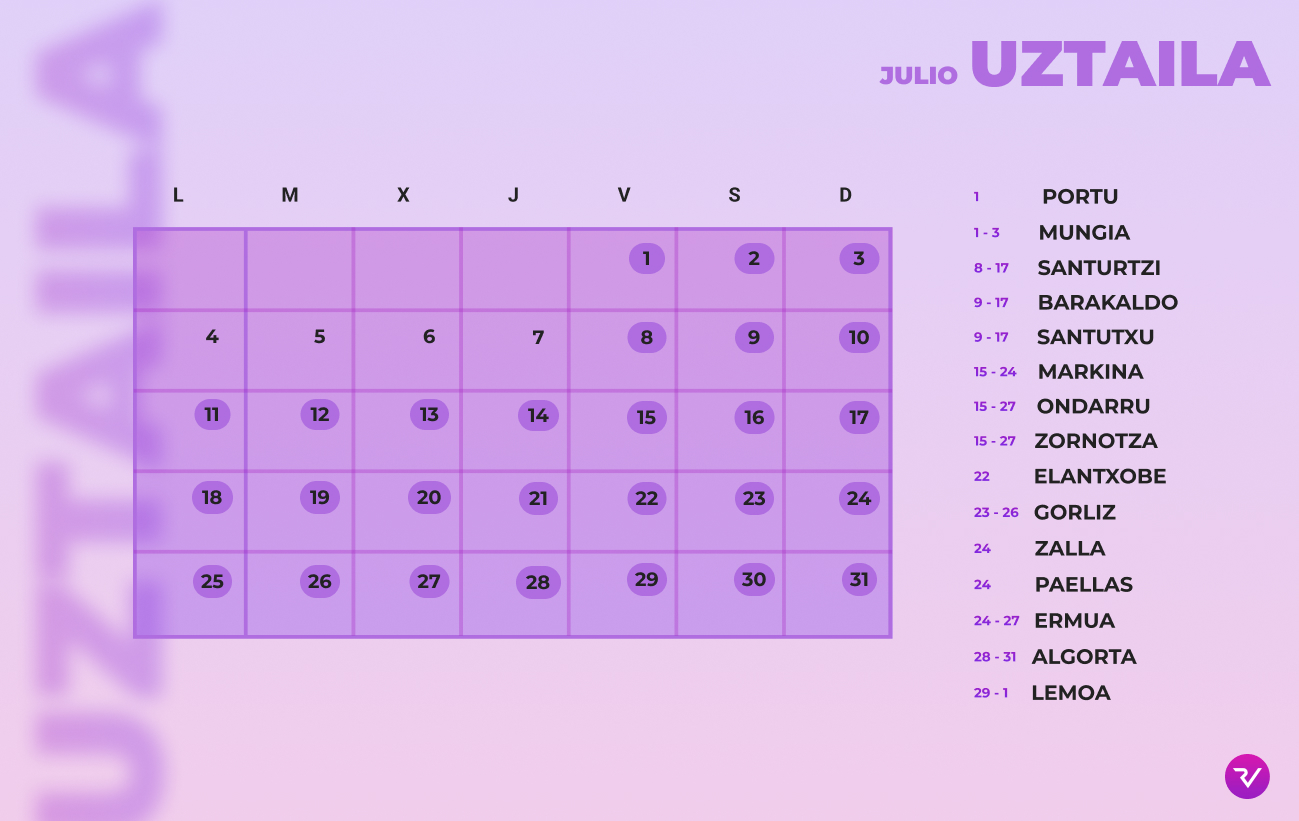 UZTAILA
JULIO UZTAILA
L M X J V S D
1 2 3
4 5 6 7 8 9 10
11 12 13 14 15 16 17
18 19 20 21 22 23 24
25 26 27 28 29 30 31
1 PORTU
1 - 3 MUNGIA
8 - 17 SANTURTZI
9 - 17 BARAKALDO
9 - 17 SANTUTXU
15 - 24 MARKINA
15 - 27 ONDARRU
15 - 27 ZORNOTZA
22 ELANTXOBE
23 - 26 GORLIZ
24 ZALLA
24 PAELLAS
24 - 27 ERMUA
28 - 31 ALGORTA
29 - 1 LEMOA
RV